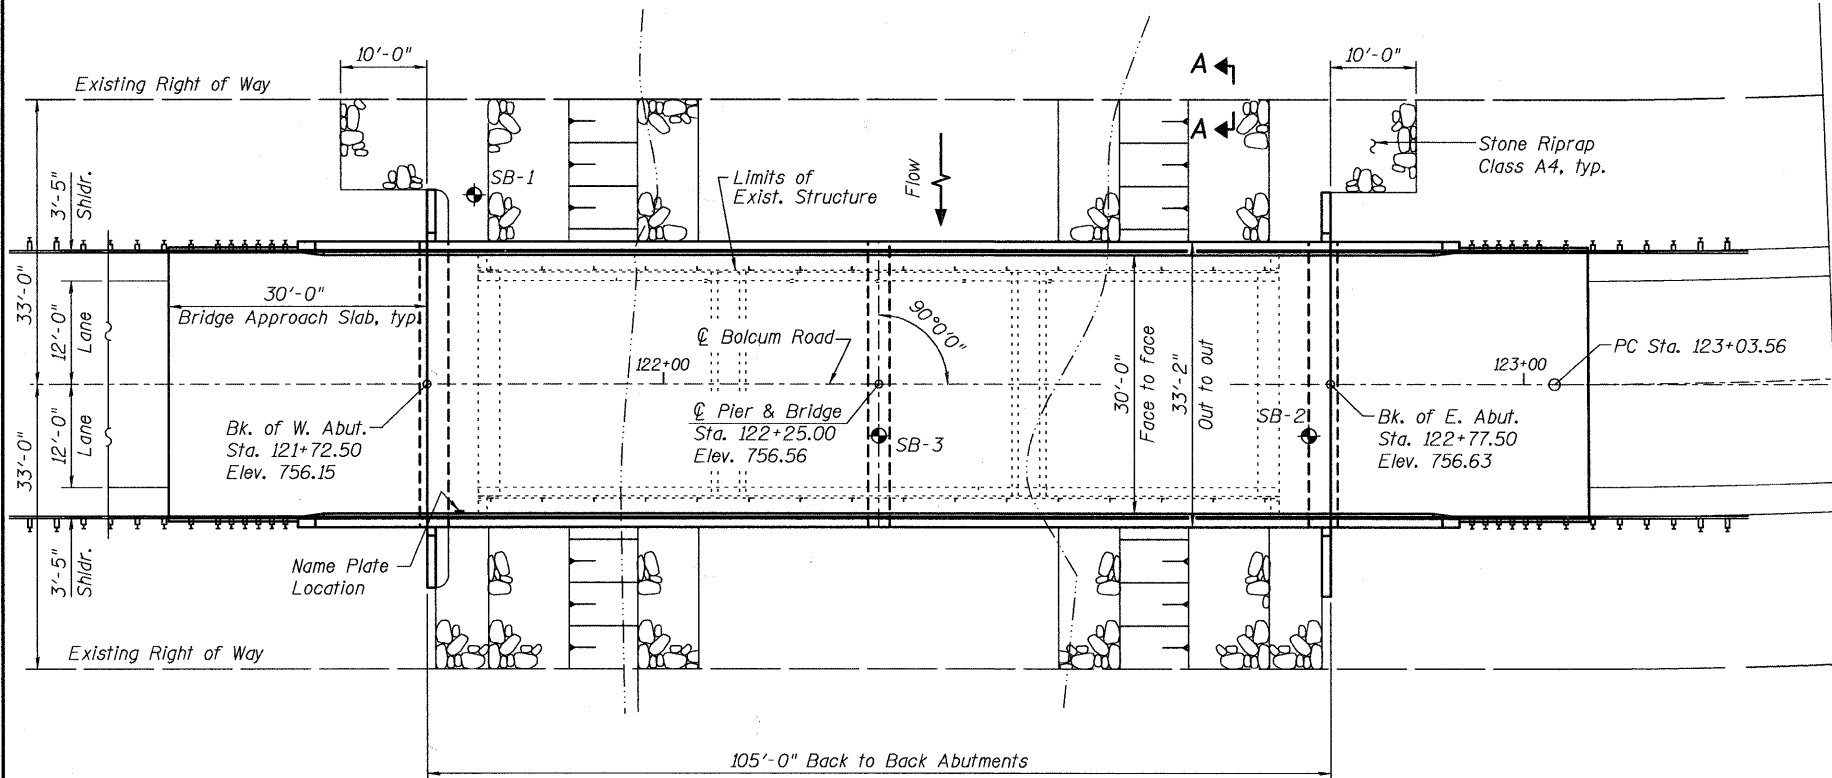 10'-0"
A
A
10'-0"
Existing Right of Way
Stone Riprap
Class A4, typ.
SB-1
Limits of
Exist. Structure
Flow
3'-5"
Shldr.
33'-0"
12'-0"
Lane
30'-0"
Bridge Approach Slab, typ.
90°0'0"
℄ Bolcum Road
122+00
123+00
PC Sta. 123+03.56
30'-0"
Face to face
33'-2"
Out to out
℄ Pier & Bridge
Sta. 122+25.00
Elev. 756.56
SB-3
SB-2
Bk. of W. Abut.
Sta. 121+72.50
Elev. 756.15
Bk. of E. Abut.
Sta. 122+77.50
Elev. 756.63
33'-0"
12'-0"
Lane
3'-5"
Shldr.
Name Plate
Location
Existing Right of Way
105'-0" Back to Back Abutments